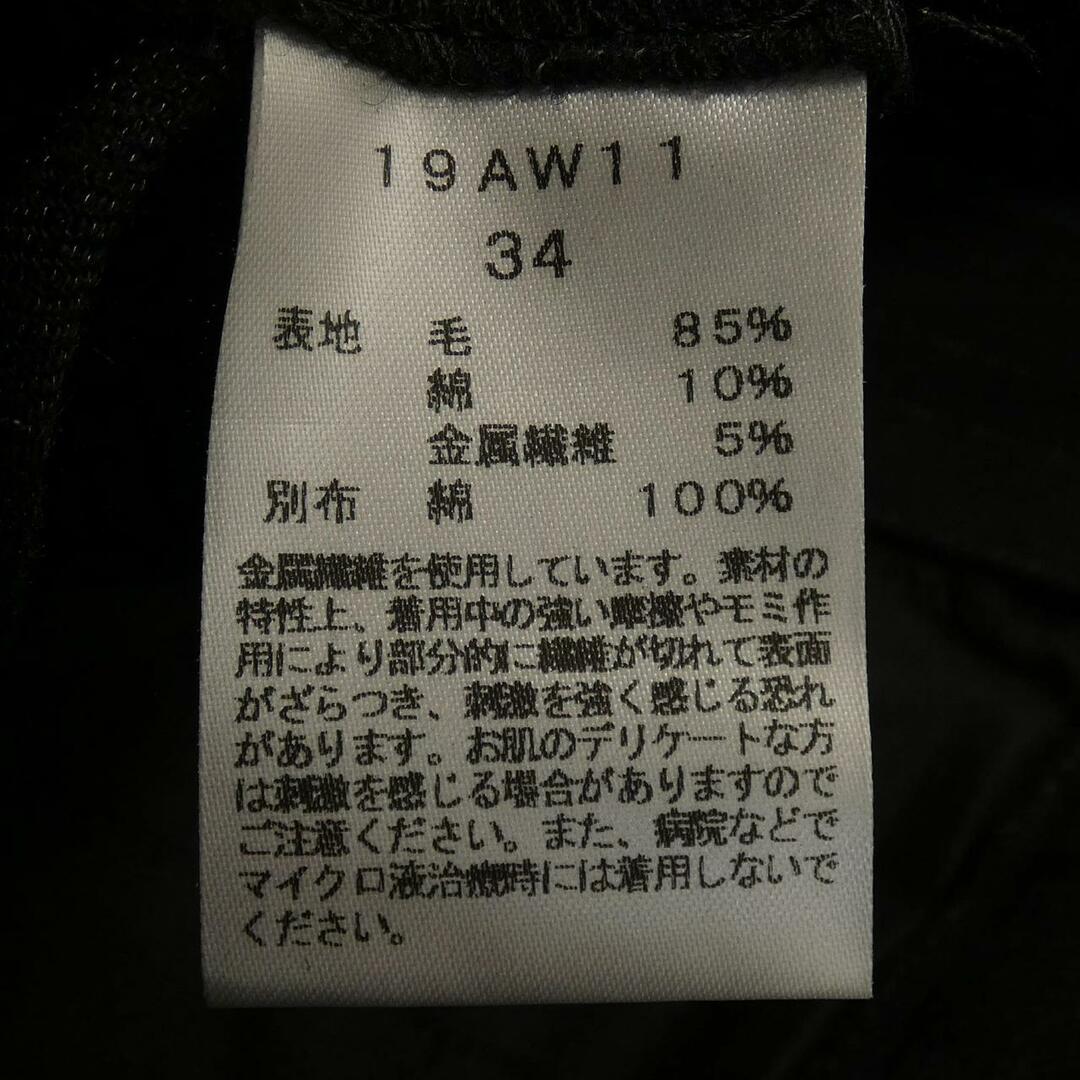 19AW11
34
表地 毛 85%
綿 10%
金属繊維 5%
別布 綿 100%
金属繊維を使用しています。素材の
特性上、着用中の強い摩擦やモミ作
用により部分的に繊維が切れて表面
がざらつき、刺激を強く感じる恐れ
があります。お肌のデリケートな方
は刺激を感じる場合がありますので
ご注意ください。また、病院などで
マイクロ液治療時には着用しないで
ください。